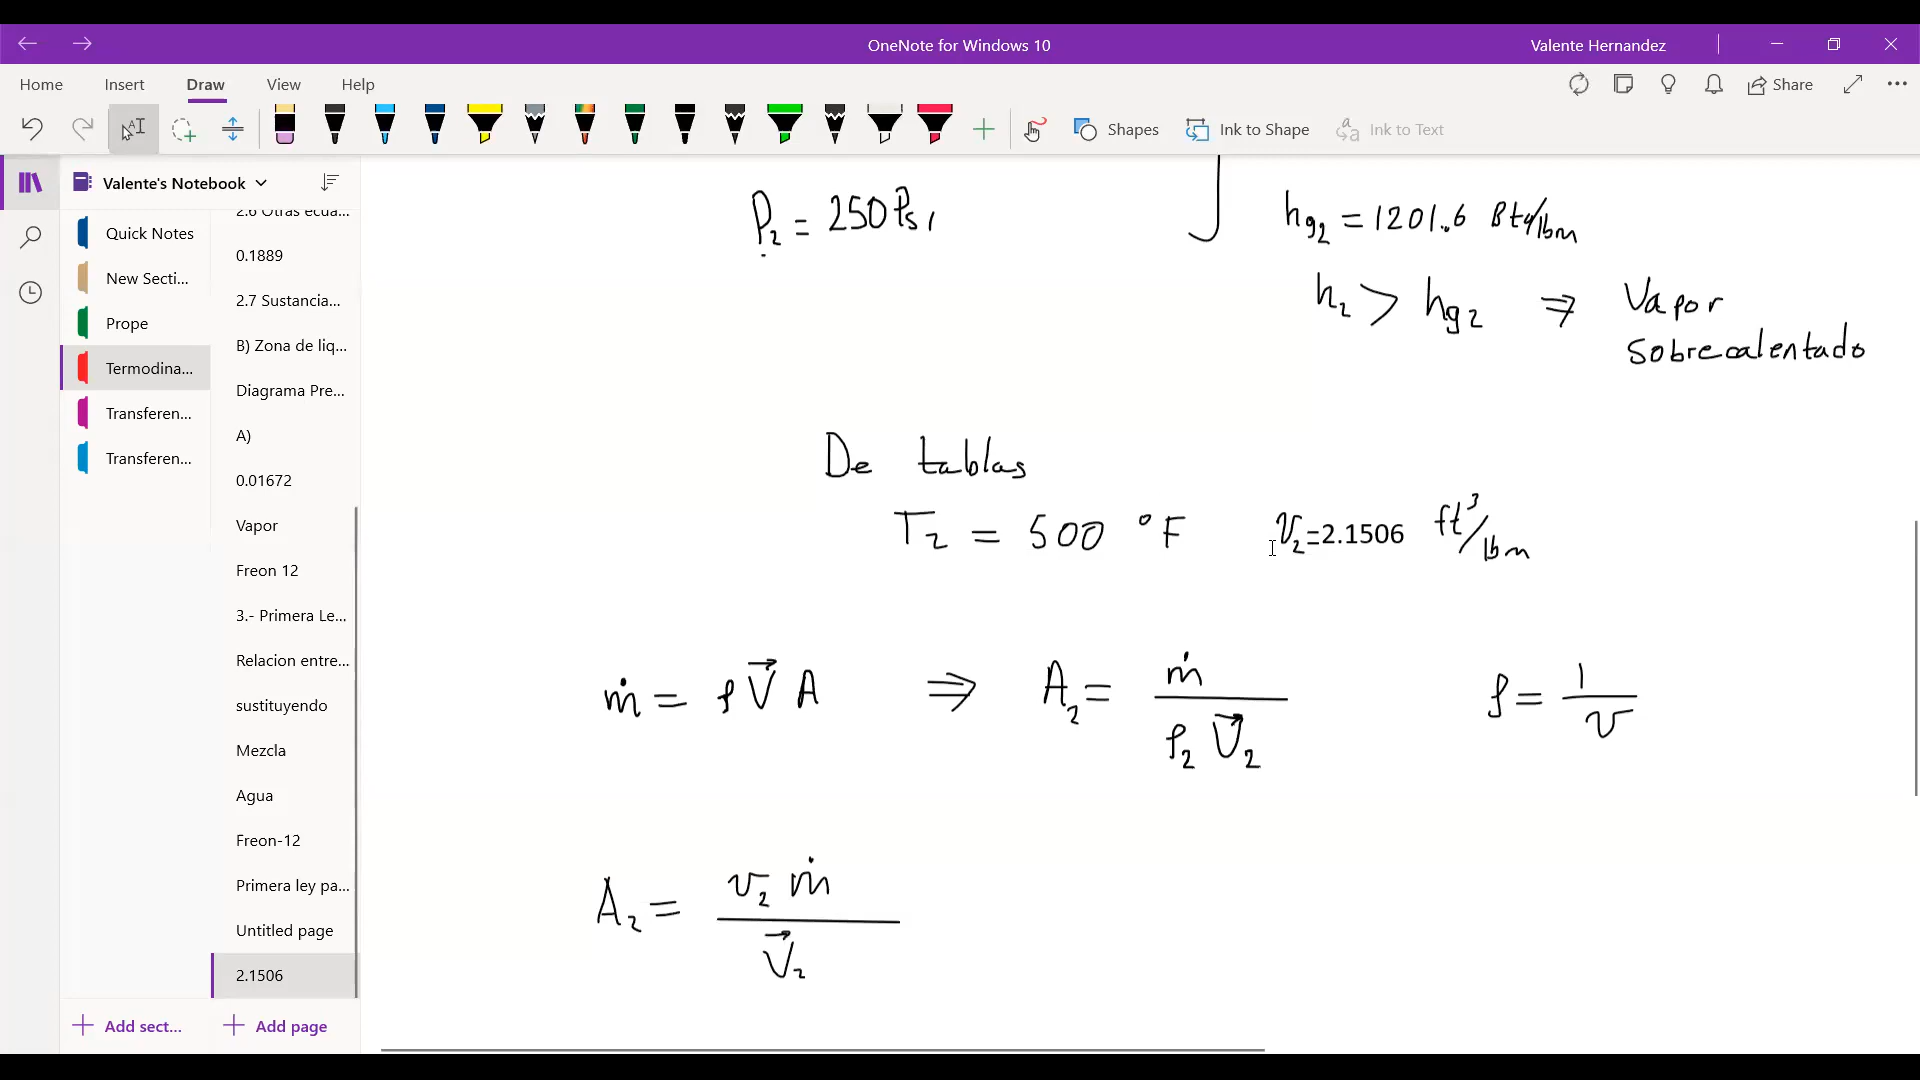 OneNote for Windows 10
Valente Hernandez
Home Insert Draw View Help
Share
Shapes Ink to Shape Ink to Text
Valente's Notebook
Quick Notes
New Secti...
Prope
Termodina...
Transferen...
Transferen...
Add sect...
2.6 Otras ecua...
0.1889
2.7 Sustancia...
B) Zona de liq...
Diagrama Pre...
A)
0.01672
Vapor
Freon 12
3.- Primera Le...
Relacion entre...
sustituyendo
Mezcla
Agua
Freon-12
Primera ley pa...
Untitled page
2.1506
Add page
P₂ = 250 Psi
hg₂ = 1201.6 Btu/lbm
h₂ > hg₂ ⇒ Vapor
Sobrecalentado
De tablas
T₂ = 500 °F v₂=2.1506 ft³/lbm
ṁ = ρ V⃗ A ⇒ A₂ = ṁ / ρ₂ V⃗₂ ρ = 1 / v
A₂ = v₂ ṁ / V⃗₂